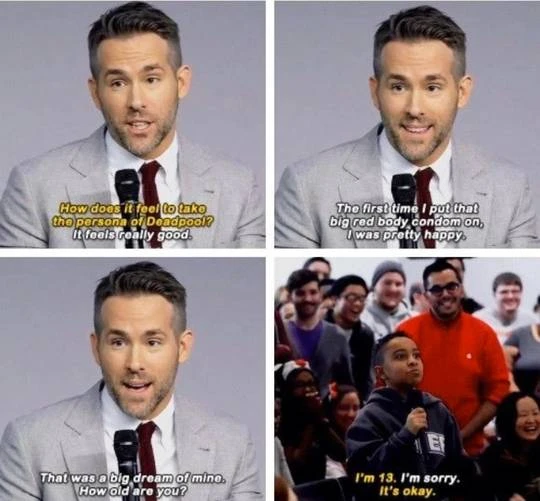 How does it feel to take
the persona of Deadpool?
It feels really good.
The first time I put that
big red body condom on,
I was pretty happy.
That was a big dream of mine.
How old are you?
E
I'm 13. I'm sorry.
It's okay.